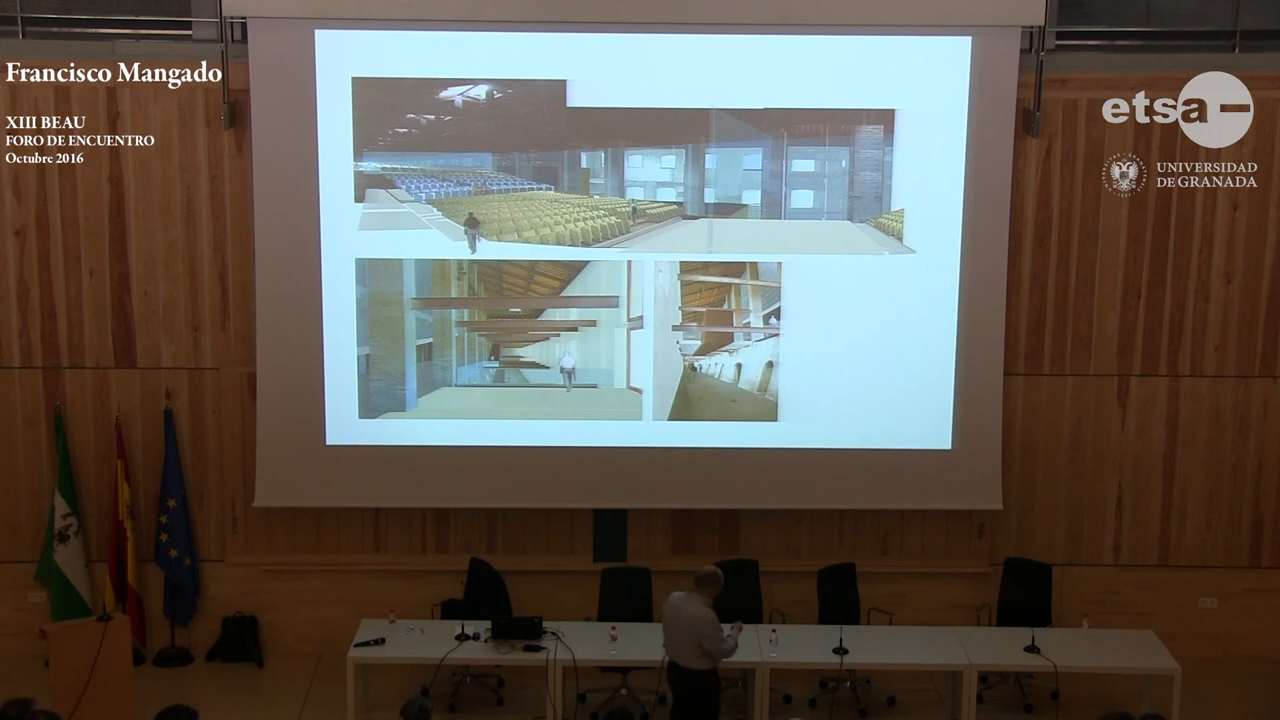 Francisco Mangado
XIII BEAU
FORO DE ENCUENTRO
Octubre 2016
etsa
UNIVERSIDAD
DE GRANADA